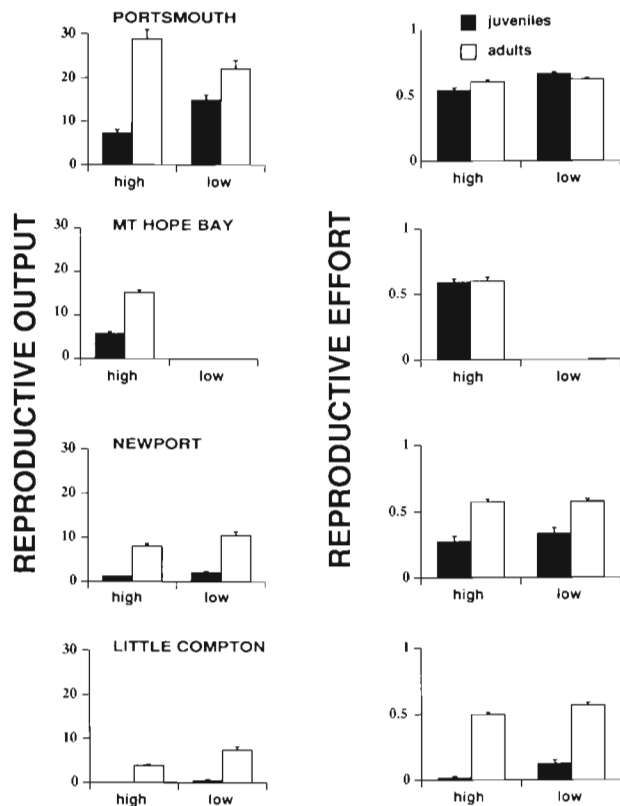 PORTSMOUTH
30
20
10
0
high low
1
0.5
0
high low
juveniles
adults
MT HOPE BAY
30
20
10
0
high low
1
0.5
0
high low
NEWPORT
30
20
10
0
high low
1
0.5
0
high low
LITTLE COMPTON
30
20
10
0
high low
1
0.5
0
high low
REPRODUCTIVE OUTPUT
REPRODUCTIVE EFFORT